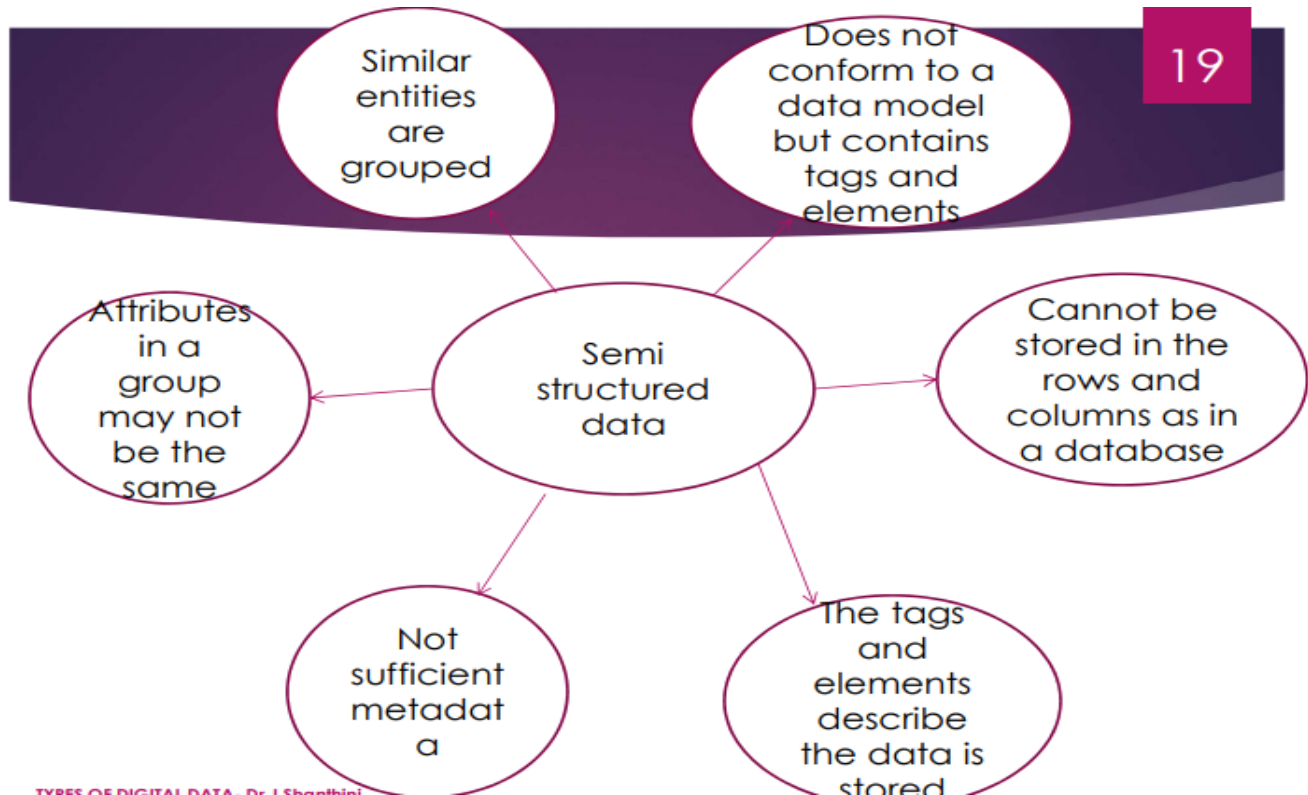 Similar
entities
are
grouped
Does not
conform to a
data model
but contains
tags and
elements
19
Attributes
in a
group
may not
be the
same
Semi
structured
data
Cannot be
stored in the
rows and
columns as in
a database
Not
sufficient
metadat
a
The tags
and
elements
describe
the data is
stored
TYPES OF DIGITAL DATA- Dr.J.Shanthini